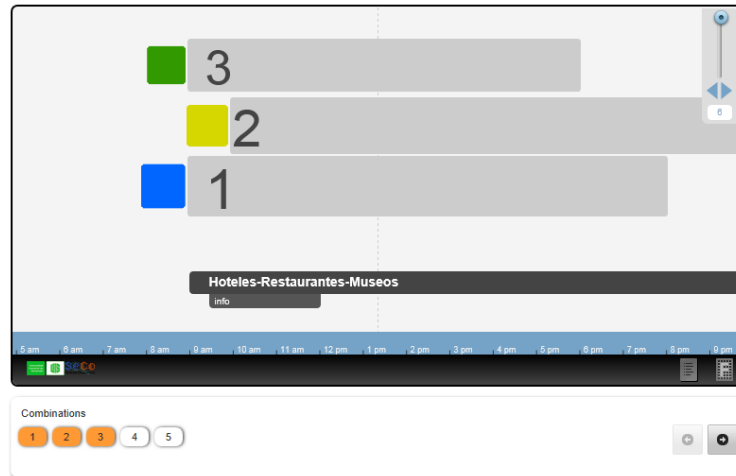 3
6
2
1
Hoteles-Restaurantes-Museos
info
5 am 6 am 7 am 8 am 9 am 10 am 11 am 12 pm 1 pm 2 pm 3 pm 4 pm 5 pm 6 pm 7 pm 8 pm 9 pm
seco
Combinations
1 2 3 4 5